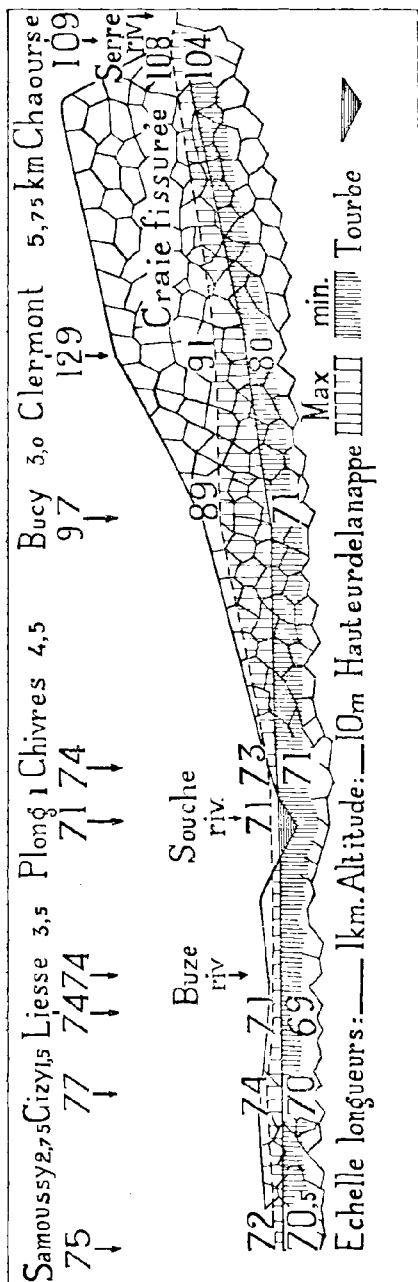 Samoussy 2,75 Cizy 1,5 Liesse 3,5 Plong 1 Chivres 4,5 Bucy 3,0 Clermont 5,75 km Chaourse
75 77 74 74 71 74 97 129 109
Buze riv
Souche riv.
Serre riv
Craie fissurée
72 74 71 71 73 89 91 108
70,5 70 69 71 71 80 104
Max min.
Echelle longueurs: 1km. Altitude: 10m Hauteur de la nappe Tourbe